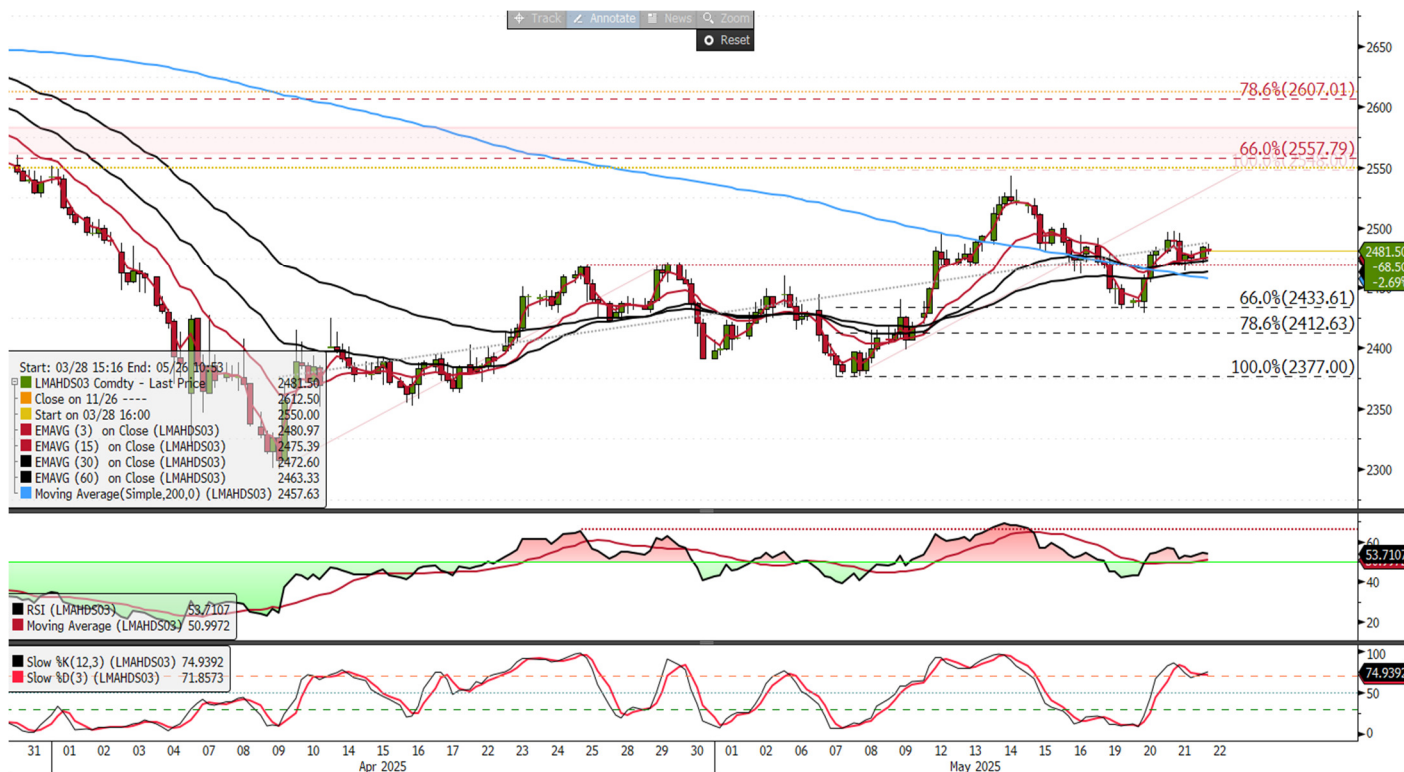 Track Annotate News Zoom
Reset
2650
78.6%(2607.01)
2600
66.0%(2557.79)
100.0%(2548.00)
2550
2500
2481.50
-68.50
-2.69%
66.0%(2433.61)
78.6%(2412.63)
2400
100.0%(2377.00)
2350
2300
Start: 03/28 15:16 End: 05/26 10:53
LMAHDS03 Comdty - Last Price 2481.50
Close on 11/26 ---- 2612.50
Start on 03/28 16:00 2550.00
EMAVG (3) on Close (LMAHDS03) 2480.97
EMAVG (15) on Close (LMAHDS03) 2475.39
EMAVG (30) on Close (LMAHDS03) 2472.60
EMAVG (60) on Close (LMAHDS03) 2463.33
Moving Average(Simple,200,0) (LMAHDS03) 2457.63
60
53.7107
40
20
RSI (LMAHDS03) 53.7107
Moving Average (LMAHDS03) 50.9972
Slow %K(12,3) (LMAHDS03) 74.9392
Slow %D(3) (LMAHDS03) 71.8573
100
74.9392
50
0
31 01 02 03 04 07 08 09 10 14 15 16 17 22 23 24 25 28 29 30 01 02 06 07 08 09 12 13 14 15 16 19 20 21 22
Apr 2025 May 2025